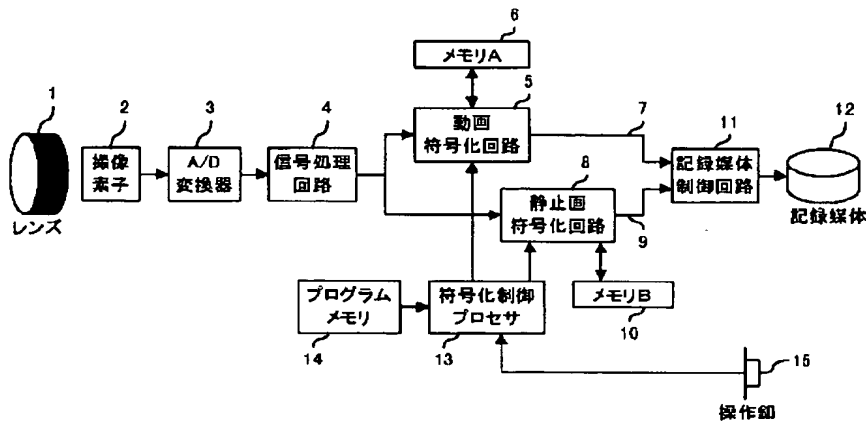 6
メモリA
1
2
3
4
5
7
11
12
撮像
素子
A/D
変換器
信号処理
回路
動画
符号化回路
記録媒体
制御回路
レンズ
8
静止画
符号化回路
9
記録媒体
プログラム
メモリ
符号化制御
プロセサ
メモリB
14
13
10
15
操作部